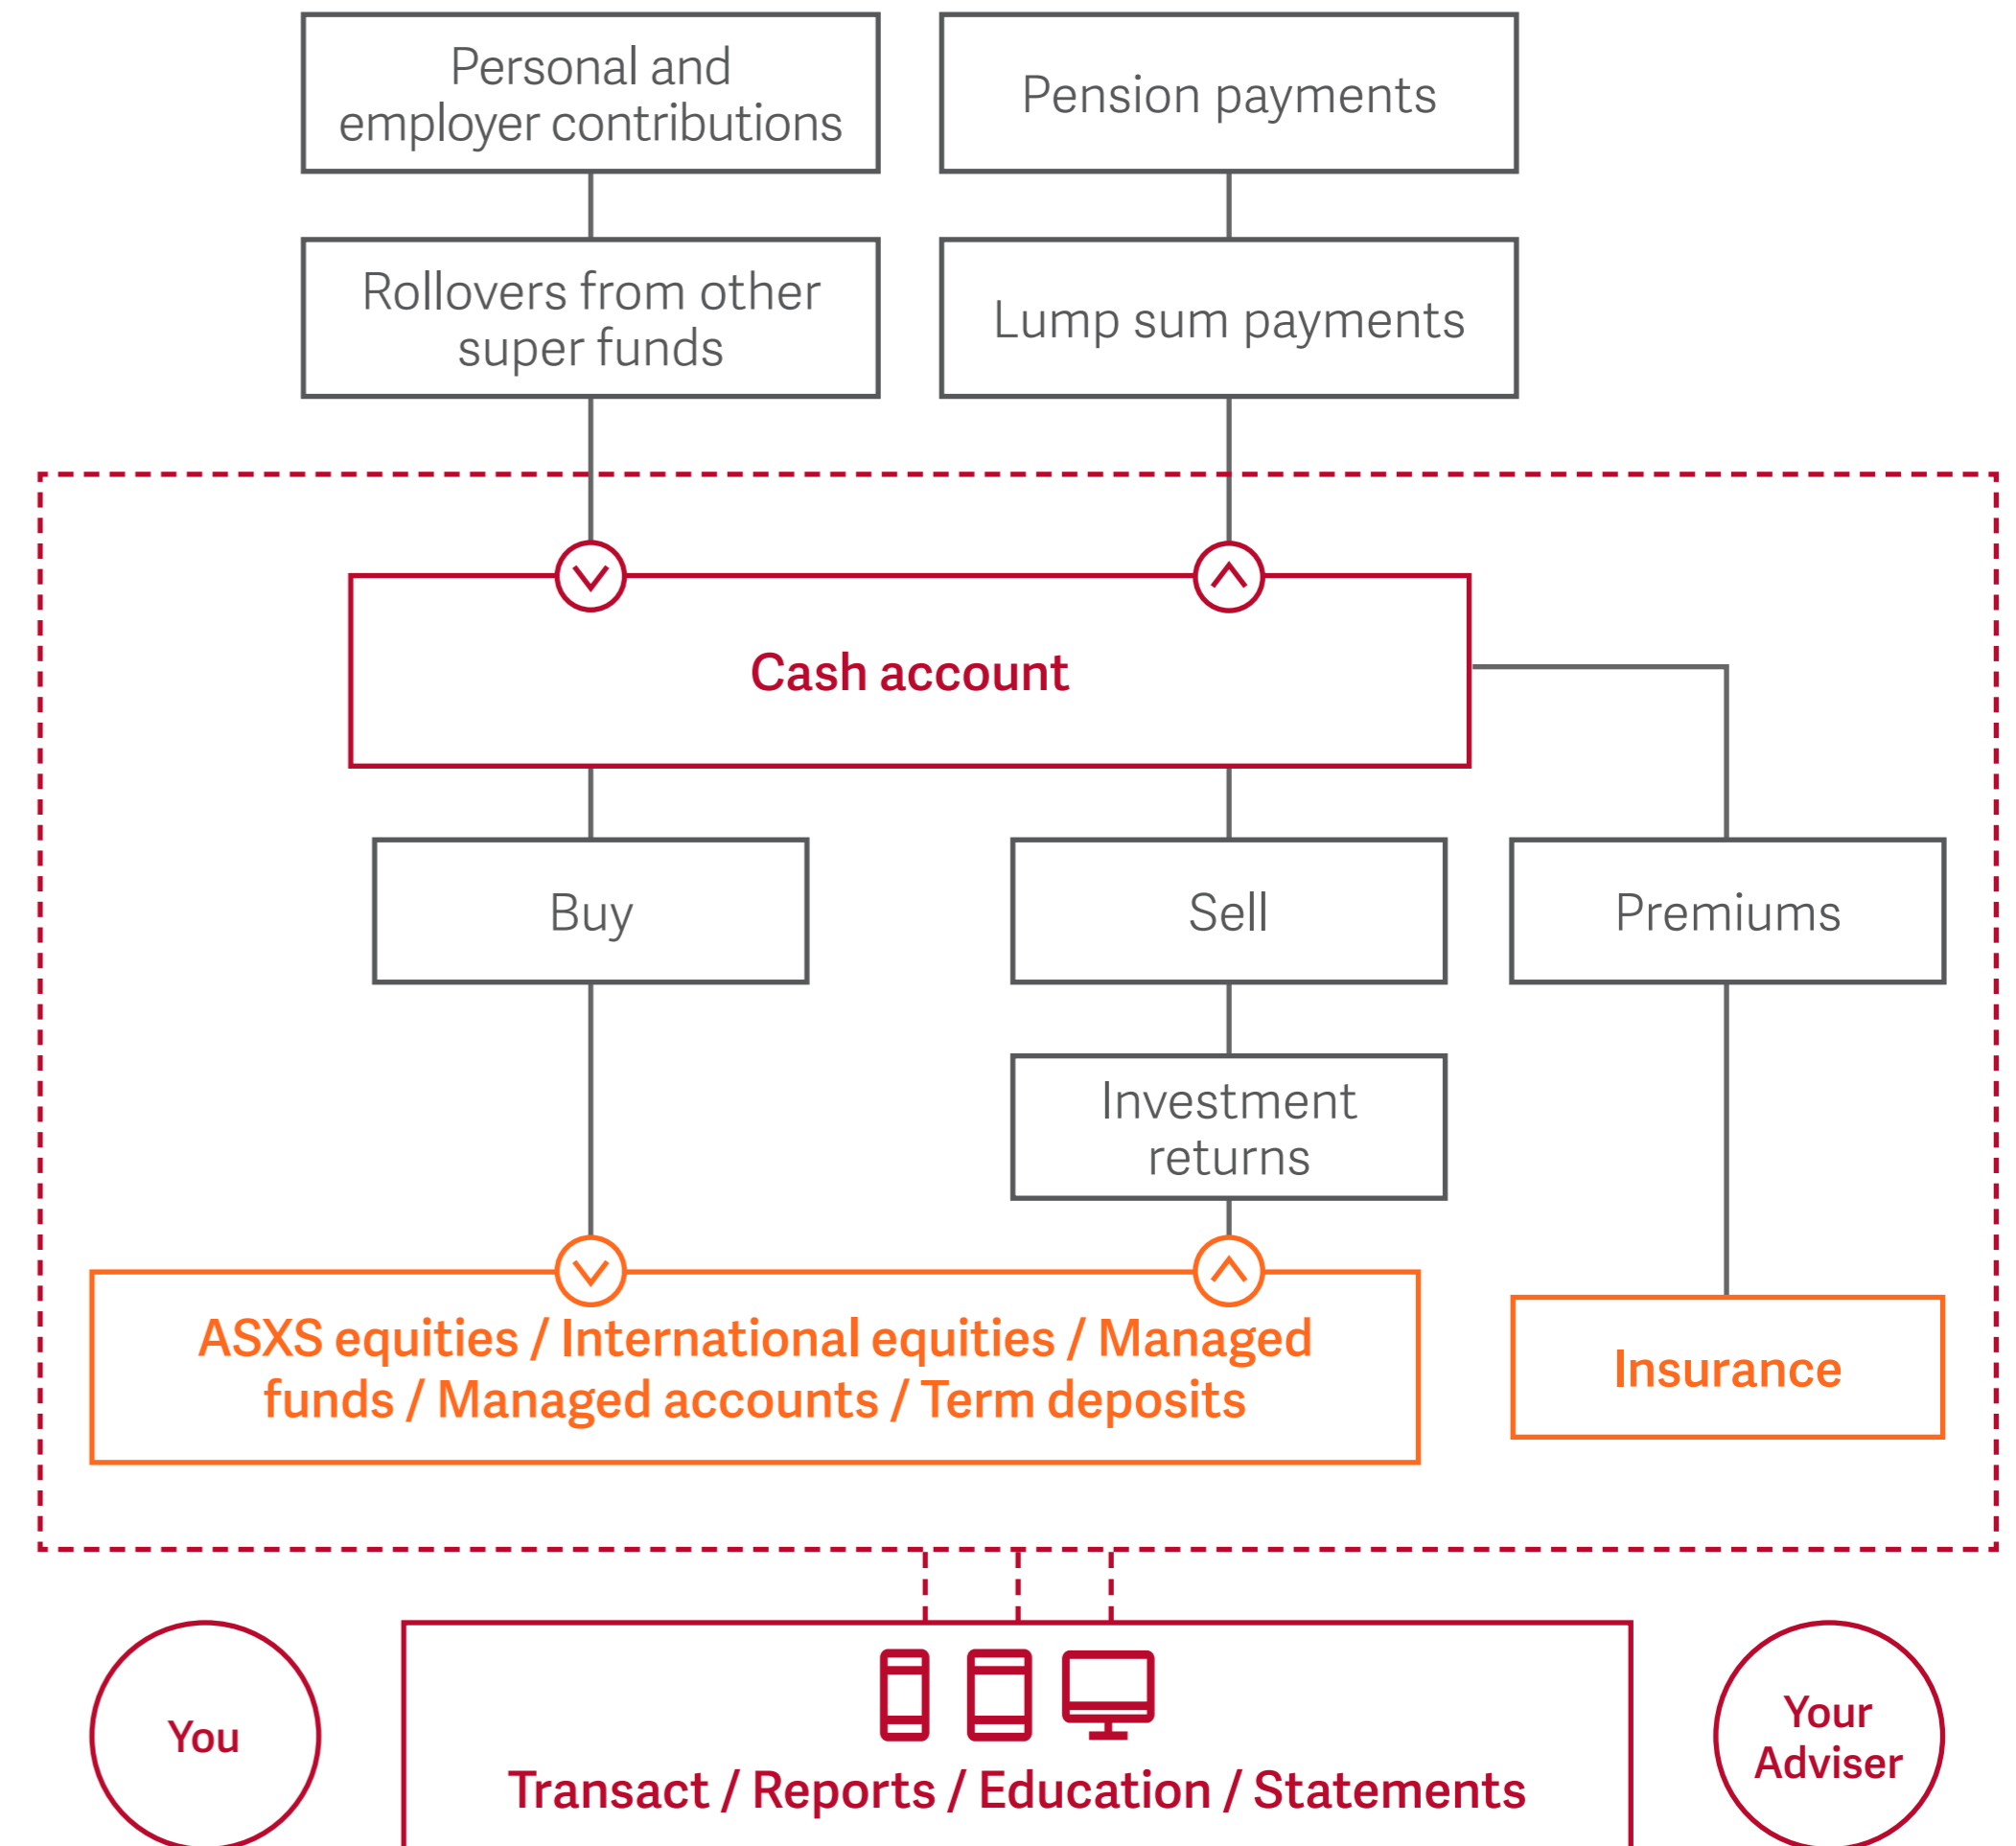 Personal and
employer contributions
Pension payments
Rollovers from other
super funds
Lump sum payments
Cash account
Buy
Sell
Premiums
Investment
returns
ASXS equities / International equities / Managed
funds / Managed accounts / Term deposits
Insurance
You
Transact / Reports / Education / Statements
Your
Adviser